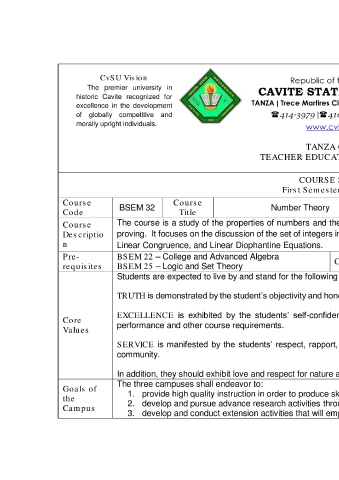 CvSU Vision
The premier university in
historic Cavite recognized for
excellence in the development
of globally competitive and
morally upright individuals.
Republic of t
CAVITE STAT
TANZA | Trece Martires Ci
☎414-3979 |☎41
www.cvs
TANZA
TEACHER EDUCAT
COURSE
First Semester
Course
Code
BSEM 32
Course
Title
Number Theory
Course
Descriptio
n
The course is a study of the properties of numbers and the
proving. It focuses on the discussion of the set of integers in
Linear Congruence, and Linear Diophantine Equations.
Pre-
requisites
BSEM 22 – College and Advanced Algebra
BSEM 25 – Logic and Set Theory
C
Core
Values
Students are expected to live by and stand for the following
TRUTH is demonstrated by the student's objectivity and hon
EXCELLENCE is exhibited by the students' self-confiden
performance and other course requirements.
SERVICE is manifested by the students' respect, rapport,
community.
In addition, they should exhibit love and respect for nature a
Goals of
the
Campus
The three campuses shall endeavor to:
1. provide high quality instruction in order to produce sk
2. develop and pursue advance research activities thro
3. develop and conduct extension activities that will emp